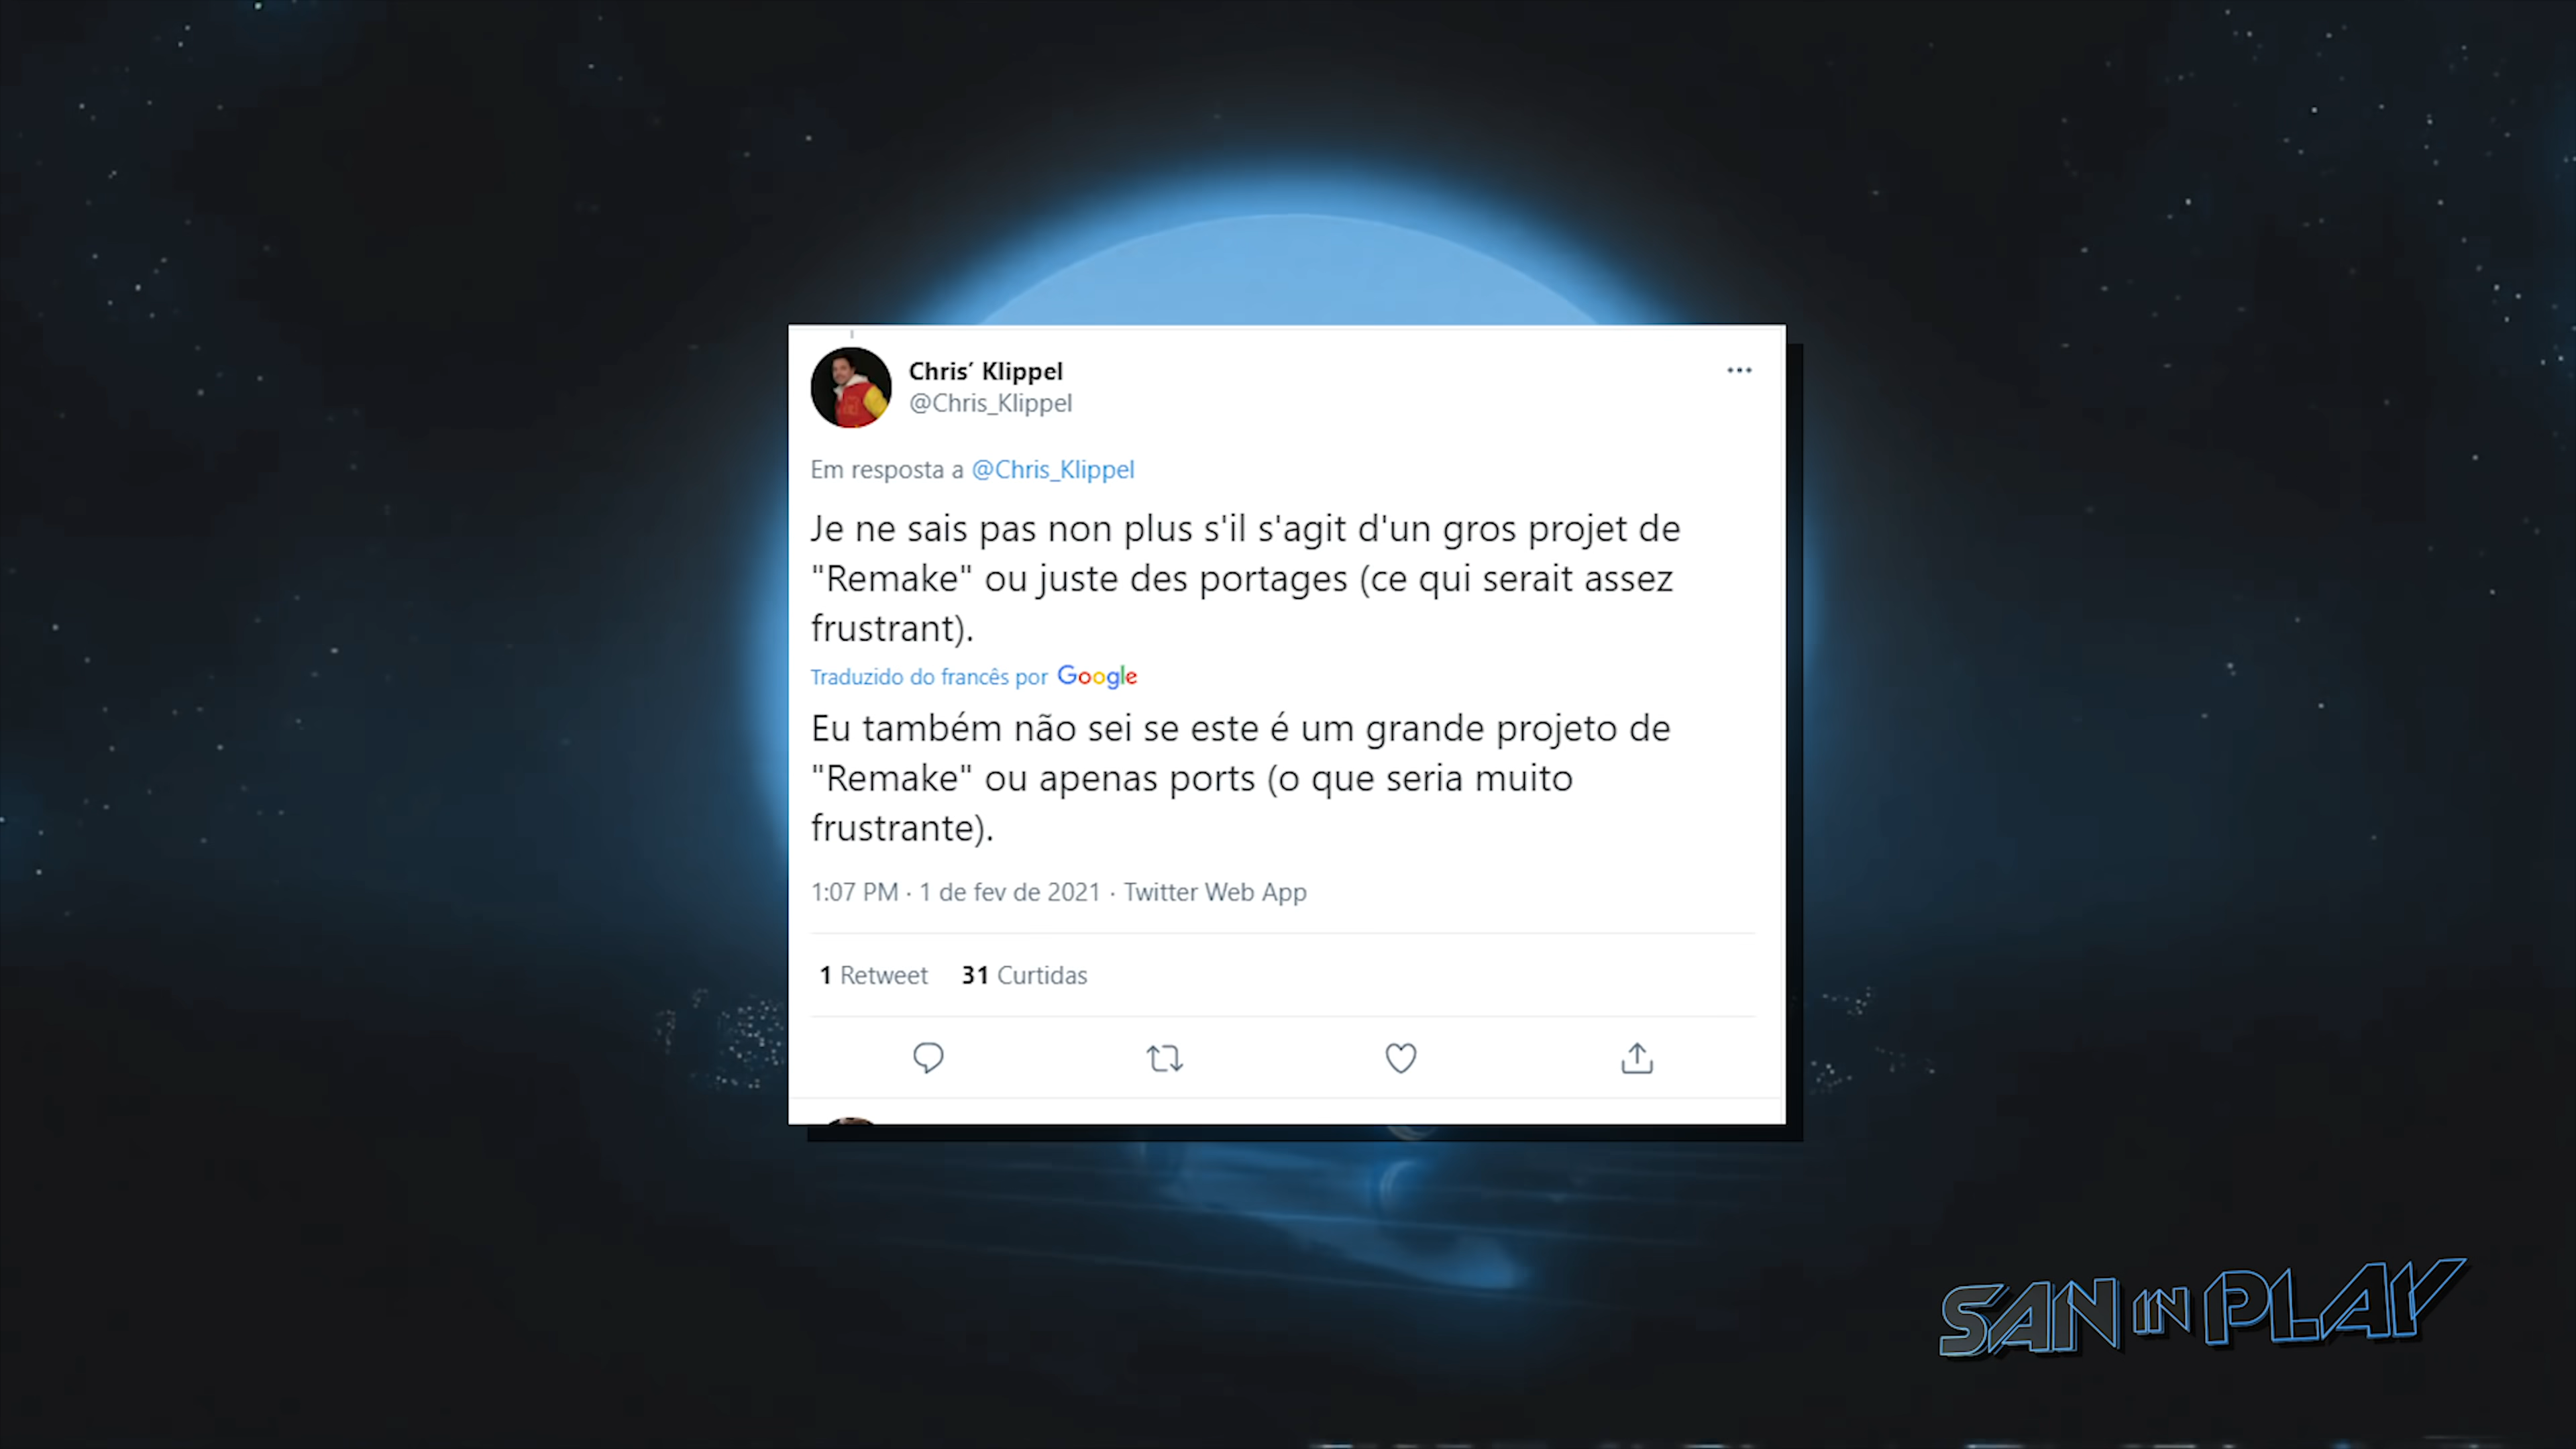 Chris´ Klippel
@Chris_Klippel
Em resposta a @Chris_Klippel
Je ne sais pas non plus s'il s'agit d'un gros projet de
"Remake" ou juste des portages (ce qui serait assez
frustrant).
Traduzido do francês por Google
Eu também não sei se este é um grande projeto de
"Remake" ou apenas ports (o que seria muito
frustrante).
1:07 PM · 1 de fev de 2021 · Twitter Web App
1 Retweet 31 Curtidas
SAN IN PLAY